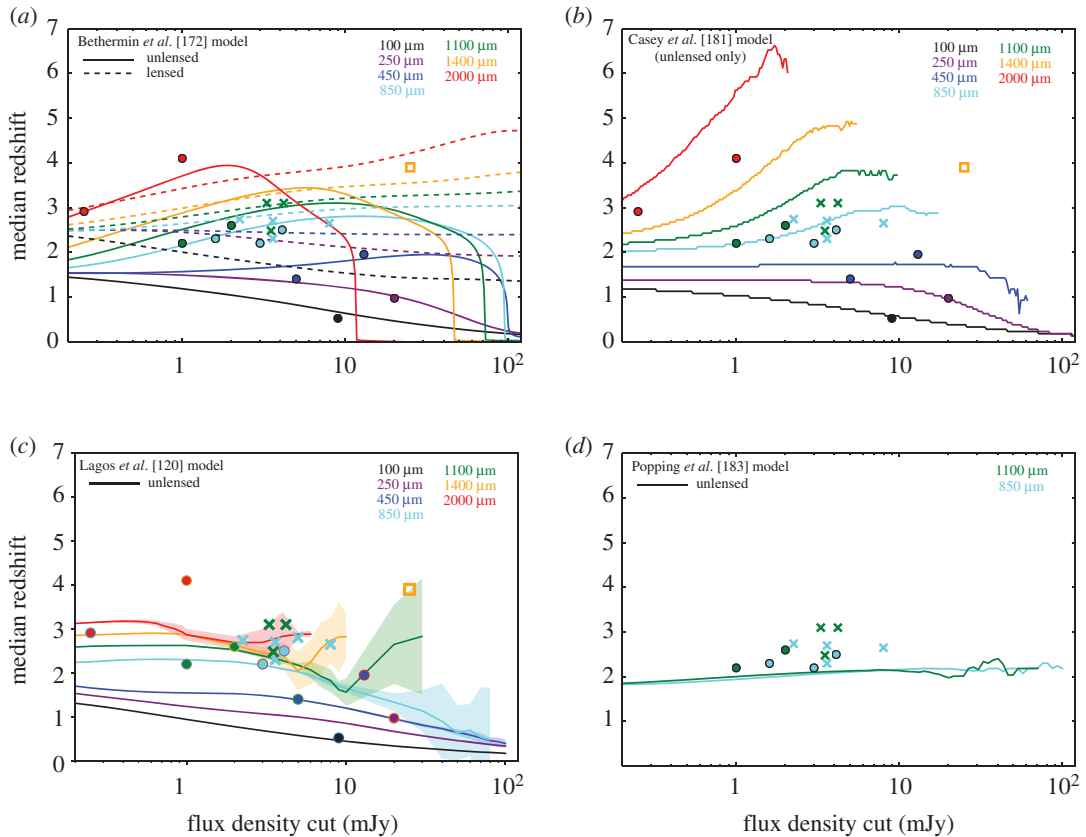 (a)
Bethermin et al. [172] model
unlensed
lensed
100 µm
250 µm
450 µm
850 µm
1100 µm
1400 µm
2000 µm
median redshift
7
6
5
4
3
2
1
0
1
10
10²
(b)
Casey et al. [181] model
(unlensed only)
100 µm
250 µm
450 µm
850 µm
1100 µm
1400 µm
2000 µm
7
6
5
4
3
2
1
0
1
10
10²
(c)
Lagos et al. [120] model
unlensed
100 µm
250 µm
450 µm
850 µm
1100 µm
1400 µm
2000 µm
median redshift
7
6
5
4
3
2
1
0
1
10
10²
flux density cut (mJy)
(d)
Popping et al. [183] model
unlensed
1100 µm
850 µm
7
6
5
4
3
2
1
1
10
10²
flux density cut (mJy)